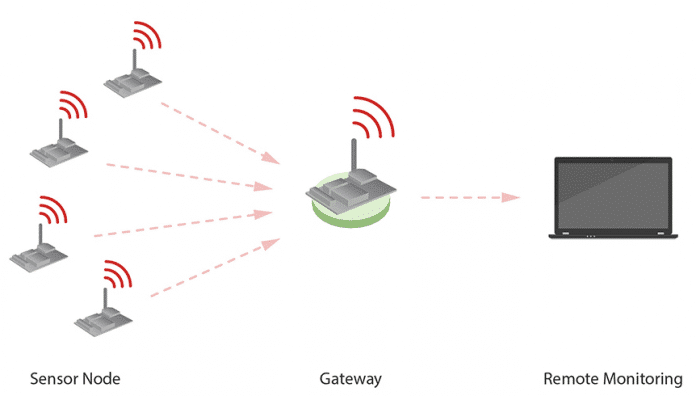 Sensor Node
Gateway
Remote Monitoring